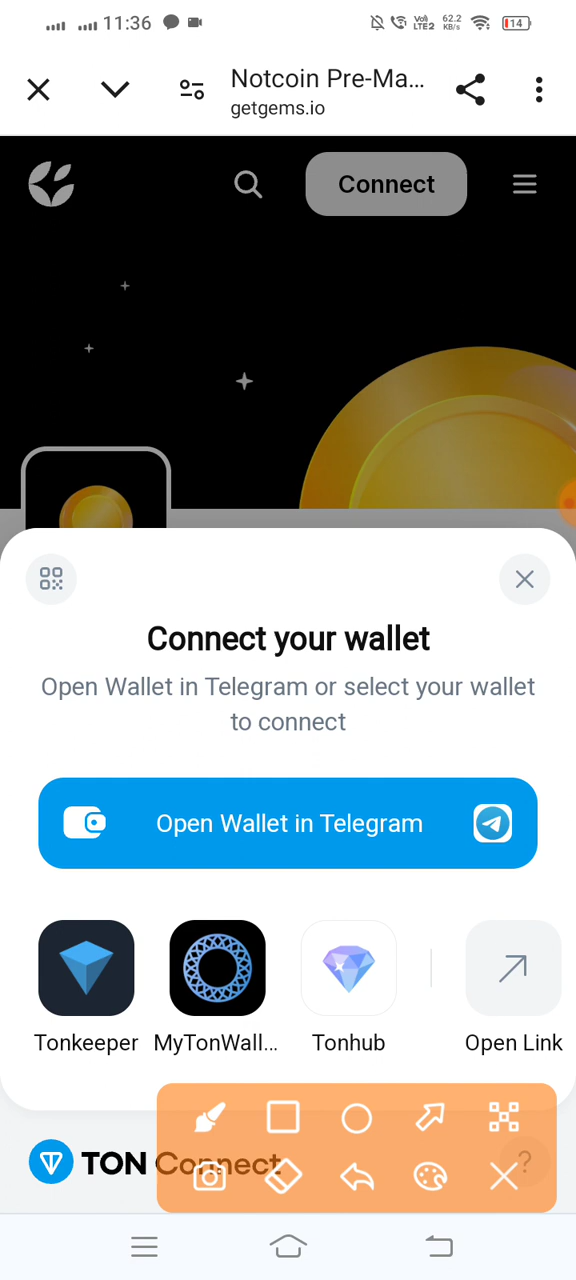 11:36
Vo))
LTE2
62.2
KB/s
14
Notcoin Pre-Ma...
getgems.io
Connect
Connect your wallet
Open Wallet in Telegram or select your wallet
to connect
Open Wallet in Telegram
Tonkeeper
MyTonWall...
Tonhub
Open Link
TON Connect
?